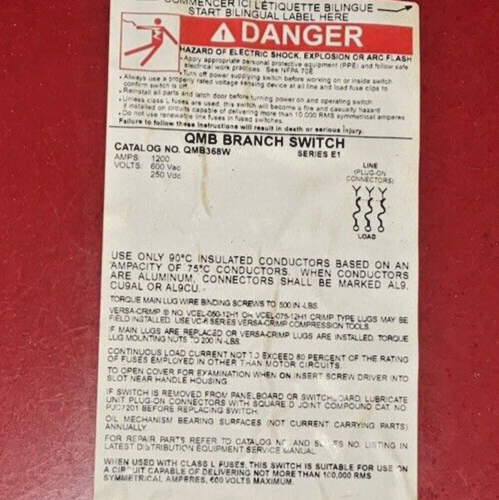 COMMENCER ICI L'ÉTIQUETTE BILINGUE
START BILINGUAL LABEL HERE
DANGER
HAZARD OF ELECTRIC SHOCK, EXPLOSION OR ARC FLASH
• Apply appropriate personal protective equipment (PPE) and follow safe
electrical work practices. See NFPA 70E.
• Turn off power supplying switch before working on or inside switch
• Always use a properly rated voltage sensing device at all line and load fuse clips to
confirm switch is off.
• Reinstall all parts and latch door before turning power on and operating switch.
• Unless class L fuses are used, this switch will become a fire and casualty hazard
if installed on circuits capable of delivering more than 10,000 RMS symmetrical amperes
• Do not use renewable link fuses in fused switches.
Failure to follow these instructions will result in death or serious injury.
QMB BRANCH SWITCH
CATALOG NO. QMB368W SERIES E1
AMPS: 1200
VOLTS: 600 Vac
250 Vdc
LINE
(PLUG-ON
CONNECTORS)
LOAD
USE ONLY 90°C INSULATED CONDUCTORS BASED ON AN
AMPACITY OF 75°C CONDUCTORS. WHEN CONDUCTORS
ARE ALUMINUM, CONNECTORS SHALL BE MARKED AL9,
CU9AL OR AL9CU.
TORQUE MAIN LUG WIRE BINDING SCREWS TO 500 IN-LBS.
VERSA-CRIMP ® NO. VCEL-050-12H1 OR VCEL-075-12H1 CRIMP TYPE LUGS MAY BE
FIELD INSTALLED USE VC-6 SERIES VERSA-CRIMP COMPRESSION TOOLS.
IF MAIN LUGS ARE REPLACED OR VERSA-CRIMP LUGS ARE INSTALLED, TORQUE
LUG MOUNTING NUTS TO 200 IN-LBS.
CONTINUOUS LOAD CURRENT NOT TO EXCEED 80 PERCENT OF THE RATING
OF FUSES EMPLOYED IN OTHER THAN MOTOR CIRCUITS.
TO OPEN COVER FOR EXAMINATION WHEN ON INSERT SCREW DRIVER INTO
SLOT NEAR HANDLE HOUSING
IF SWITCH IS REMOVED FROM PANELBOARD OR SWITCHBOARD, LUBRICATE
UNIT PLUG-ON CONNECTORS WITH SQUARE D JOINT COMPOUND CAT. NO.
PJC7201 BEFORE REPLACING SWITCH.
OIL MECHANISM BEARING SURFACES (NOT CURRENT CARRYING PARTS)
ANNUALLY.
FOR REPAIR PARTS REFER TO CATALOG NO. AND SERIES NO. LISTING IN
LATEST DISTRIBUTION EQUIPMENT SERVICE MANUAL.
WHEN USED WITH CLASS L FUSES, THIS SWITCH IS SUITABLE FOR USE ON
A CIRCUIT CAPABLE OF DELIVERING NOT MORE THAN 100,000 RMS
SYMMETRICAL AMPERES, 600 VOLTS MAXIMUM.